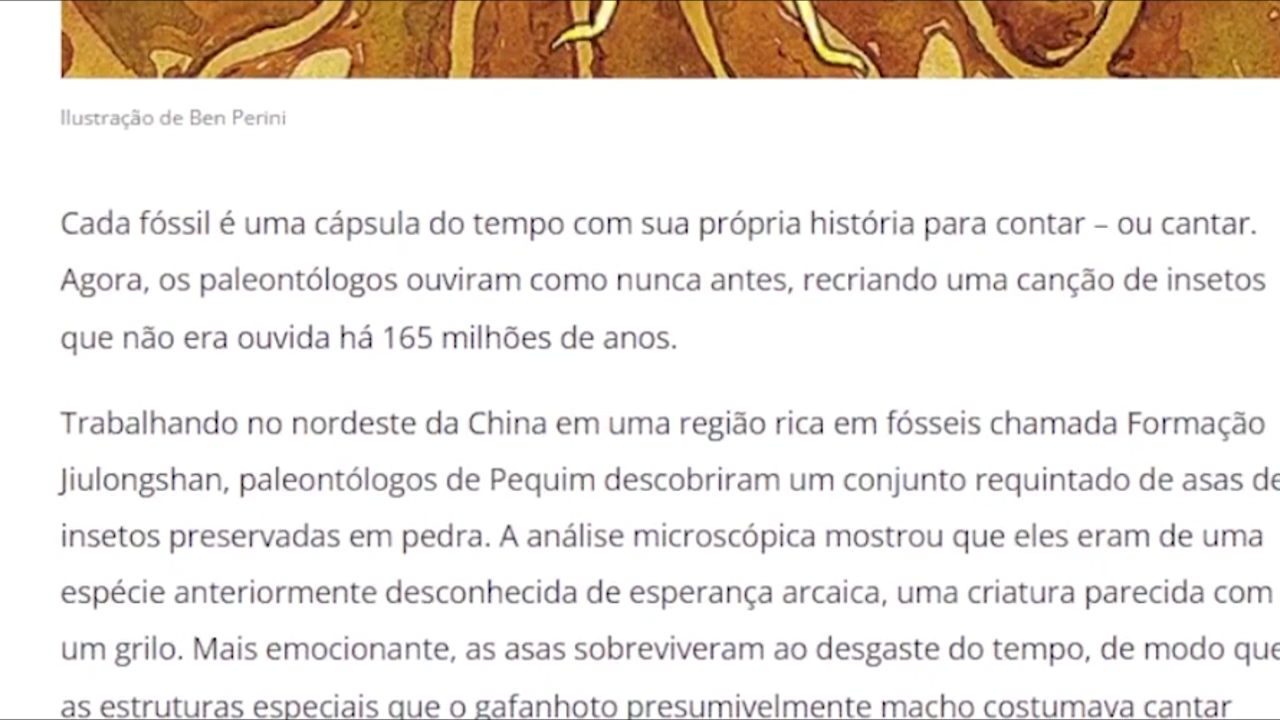 Ilustração de Ben Perini
Cada fóssil é uma cápsula do tempo com sua própria história para contar – ou cantar.
Agora, os paleontólogos ouviram como nunca antes, recriando uma canção de insetos
que não era ouvida há 165 milhões de anos.
Trabalhando no nordeste da China em uma região rica em fósseis chamada Formação
Jiulongshan, paleontólogos de Pequim descobriram um conjunto requintado de asas de
insetos preservadas em pedra. A análise microscópica mostrou que eles eram de uma
espécie anteriormente desconhecida de esperança arcaica, uma criatura parecida com
um grilo. Mais emocionante, as asas sobreviveram ao desgaste do tempo, de modo que
as estruturas especiais que o gafanhoto presumivelmente macho costumava cantar